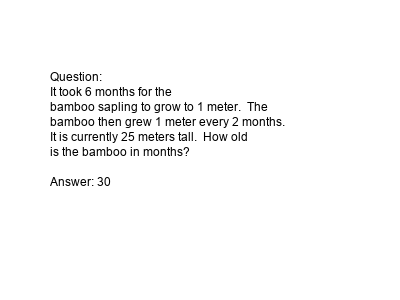 Question:
It took 6 months for the
bamboo sapling to grow to 1 meter.  The
bamboo then grew 1 meter every 2 months.
It is currently 25 meters tall.  How old
is the bamboo in months?
Answer: 30